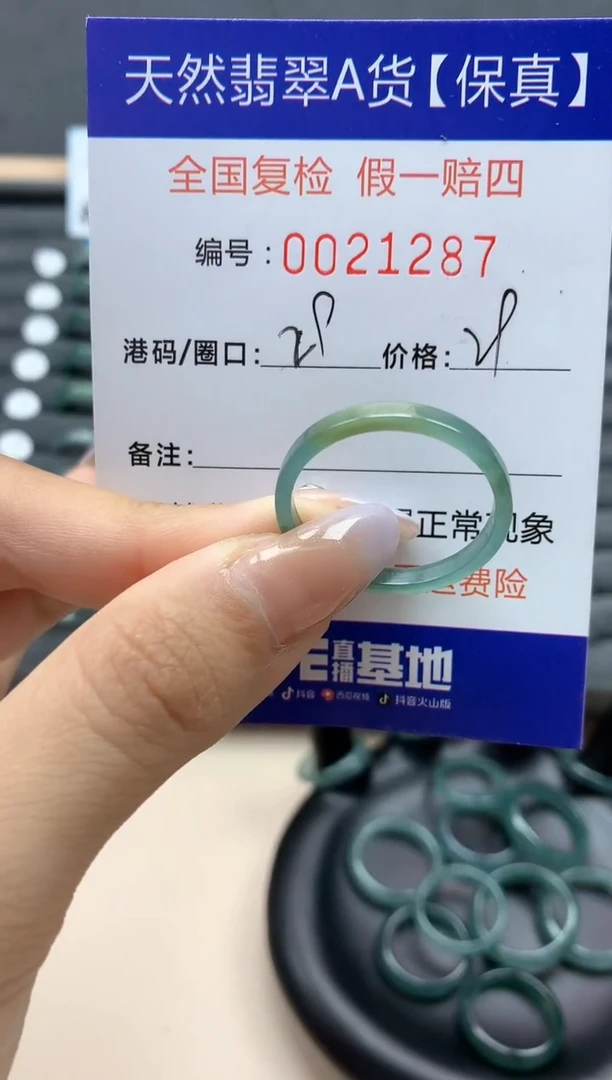 天然翡翠A货【保真】
全国复检 假一赔四
编号：0021287
港码/圈口： 价格：
备注：
正常现象
运费险
直播基地
抖音 西瓜视频 抖音火山版